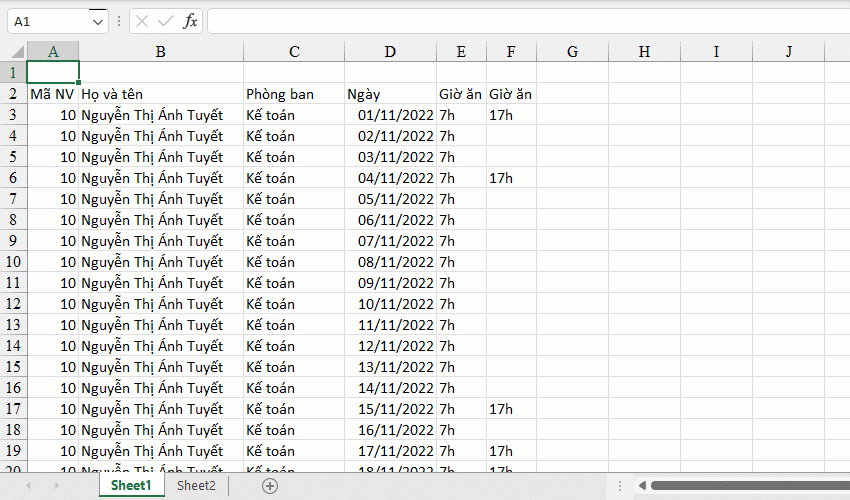 A1 fx
A B C D E F G H I J
1
2 Mã NV Họ và tên Phòng ban Ngày Giờ ăn Giờ ăn
3 10 Nguyễn Thị Ánh Tuyết Kế toán 01/11/2022 7h 17h
4 10 Nguyễn Thị Ánh Tuyết Kế toán 02/11/2022 7h
5 10 Nguyễn Thị Ánh Tuyết Kế toán 03/11/2022 7h
6 10 Nguyễn Thị Ánh Tuyết Kế toán 04/11/2022 7h 17h
7 10 Nguyễn Thị Ánh Tuyết Kế toán 05/11/2022 7h
8 10 Nguyễn Thị Ánh Tuyết Kế toán 06/11/2022 7h
9 10 Nguyễn Thị Ánh Tuyết Kế toán 07/11/2022 7h
10 10 Nguyễn Thị Ánh Tuyết Kế toán 08/11/2022 7h
11 10 Nguyễn Thị Ánh Tuyết Kế toán 09/11/2022 7h
12 10 Nguyễn Thị Ánh Tuyết Kế toán 10/11/2022 7h
13 10 Nguyễn Thị Ánh Tuyết Kế toán 11/11/2022 7h
14 10 Nguyễn Thị Ánh Tuyết Kế toán 12/11/2022 7h
15 10 Nguyễn Thị Ánh Tuyết Kế toán 13/11/2022 7h
16 10 Nguyễn Thị Ánh Tuyết Kế toán 14/11/2022 7h
17 10 Nguyễn Thị Ánh Tuyết Kế toán 15/11/2022 7h 17h
18 10 Nguyễn Thị Ánh Tuyết Kế toán 16/11/2022 7h
19 10 Nguyễn Thị Ánh Tuyết Kế toán 17/11/2022 7h 17h
20 10 Nguyễn Thị Ánh Tuyết Kế toán 18/11/2022 7h 17h
Sheet1 Sheet2